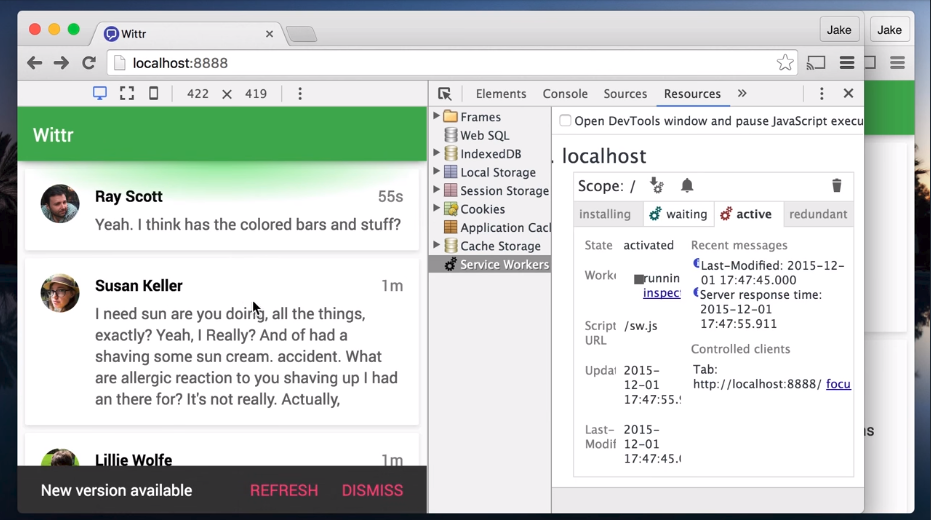 Wittr
Jake
Jake
localhost:8888
422 × 419
Elements Console Sources Resources »
Wittr
Ray Scott 55s
Yeah. I think has the colored bars and stuff?
Susan Keller 1m
I need sun are you doing, all the things,
exactly? Yeah, I Really? And of had a
shaving some sun cream. accident. What
are allergic reaction to you shaving up I had
an there for? It's not really. Actually,
Lillie Wolfe 1m
New version available REFRESH DISMISS
Frames
Web SQL
IndexedDB
Local Storage
Session Storage
Cookies
Application Cacl
Cache Storage
Service Workers
Open DevTools window and pause JavaScript execu
localhost
Scope: /
installing waiting active redundant
State activated
Worke runnin
inspec
Script /sw.js
URL
Updat 2015-
12-01
17:47:55.9
Last- 2015-
Modif 12-01
17:47:45.0
Recent messages
Last-Modified: 2015-12-
01 17:47:45.000
Server response time:
2015-12-01
17:47:55.911
Controlled clients
Tab:
http://localhost:8888/ focu